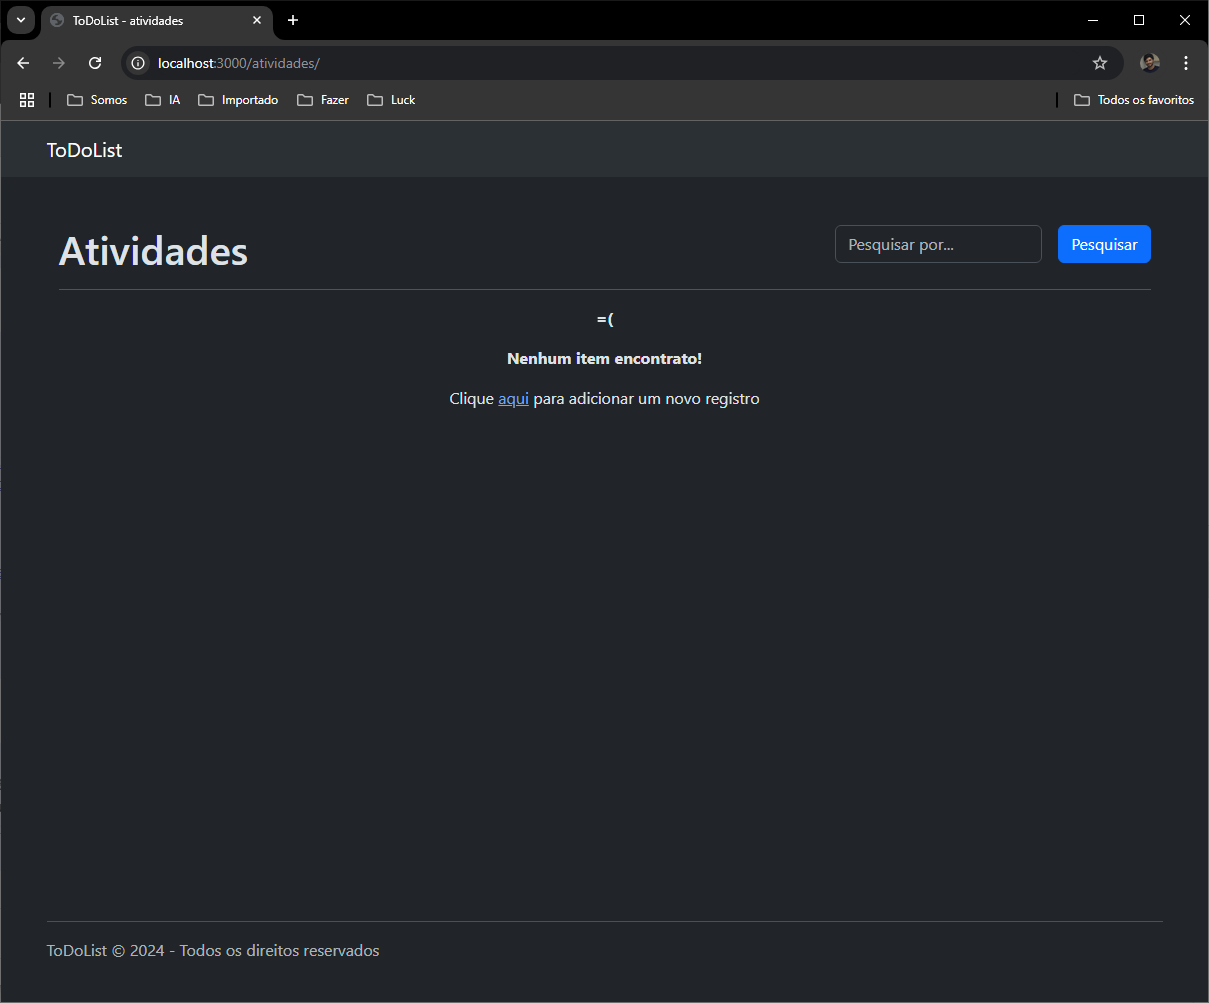 ToDoList - atividades
localhost:3000/atividades/
Somos IA Importado Fazer Luck Todos os favoritos
ToDoList
Atividades Pesquisar por... Pesquisar
=(
Nenhum item encontrato!
Clique aqui para adicionar um novo registro
ToDoList © 2024 - Todos os direitos reservados